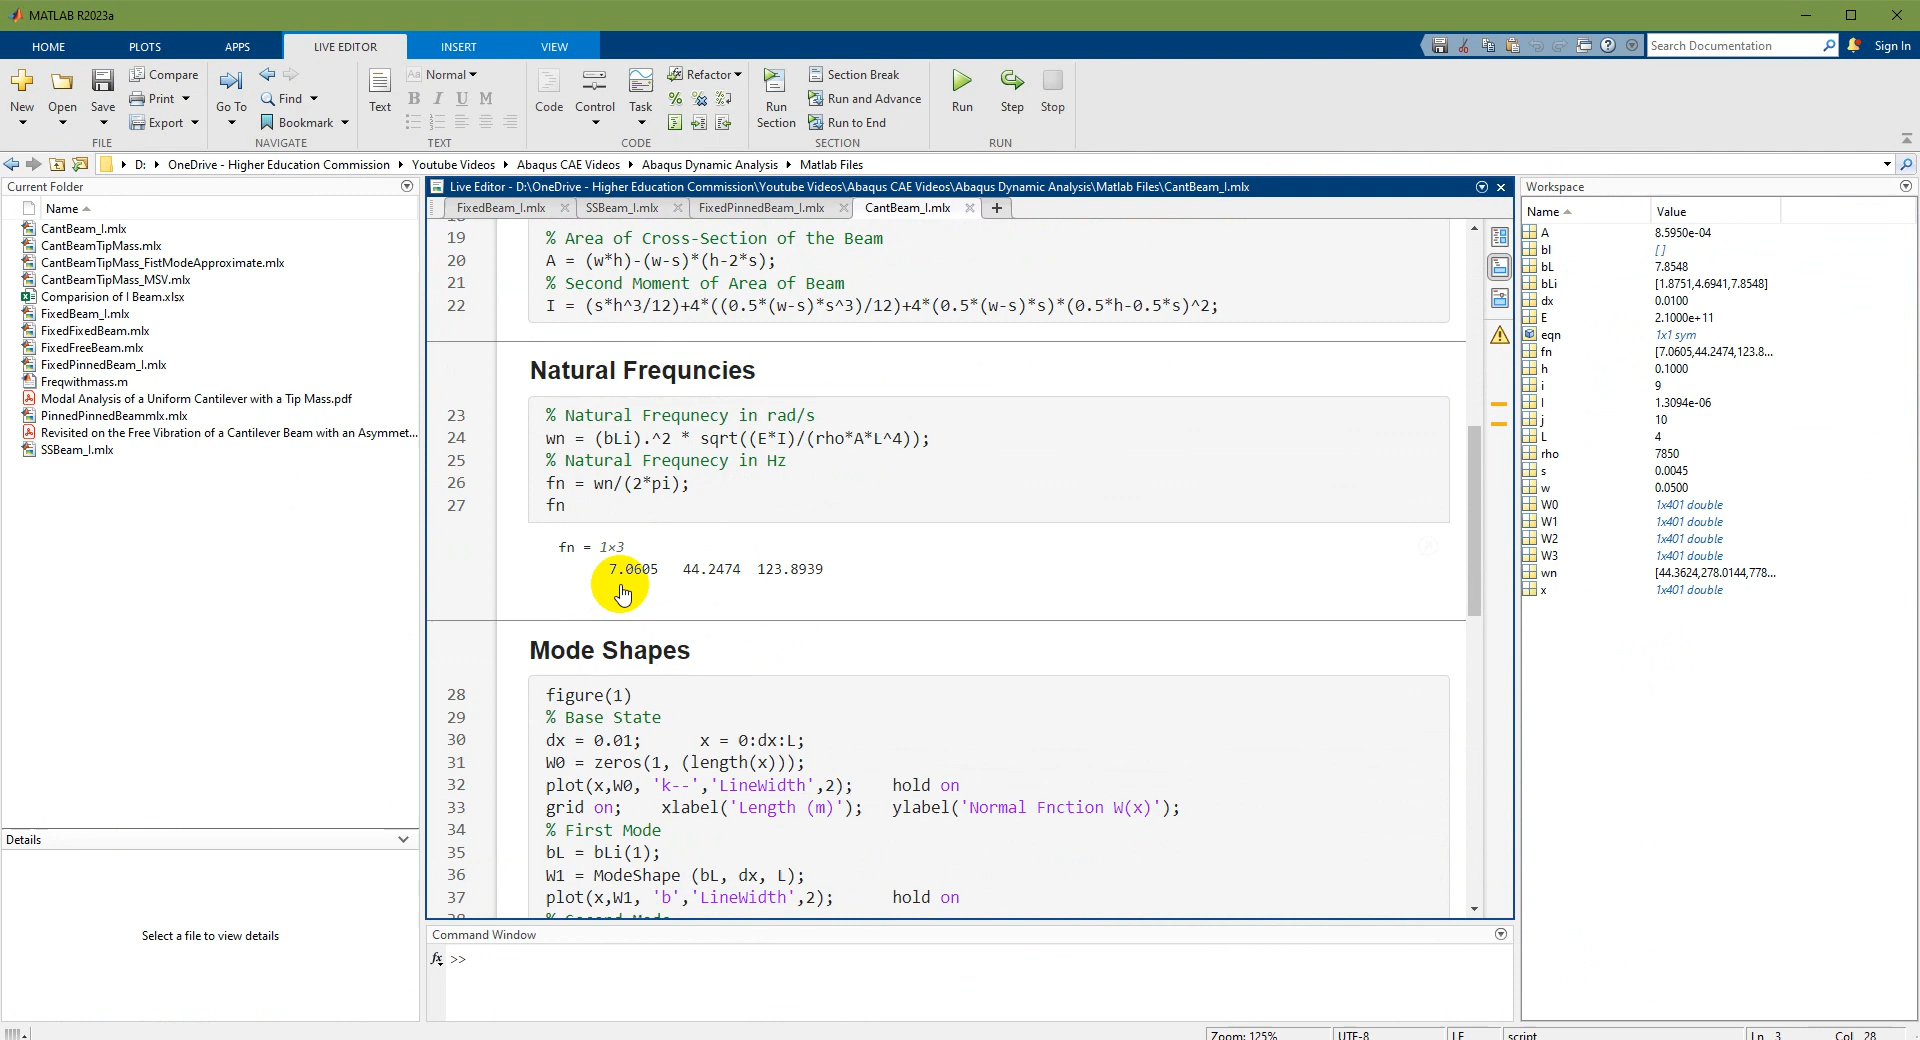 MATLAB R2023a
HOME PLOTS APPS LIVE EDITOR INSERT VIEW
Search Documentation Sign In
New Open Save Compare Print Export
FILE
Go To Find Bookmark
NAVIGATE
Text Aa Normal B I U M
TEXT
Code Control Task Refactor
CODE
Run Section Section Break Run and Advance Run to End
SECTION
Run Step Stop
RUN
D: OneDrive - Higher Education Commission Youtube Videos Abaqus CAE Videos Abaqus Dynamic Analysis Matlab Files
Current Folder
Name
CantBeam_I.mlx
CantBeamTipMass.mlx
CantBeamTipMass_FistModeApproximate.mlx
CantBeamTipMass_MSV.mlx
Comparision of I Beam.xlsx
FixedBeam_I.mlx
FixedFixedBeam.mlx
FixedFreeBeam.mlx
FixedPinnedBeam_I.mlx
Freqwithmass.m
Modal Analysis of a Uniform Cantilever with a Tip Mass.pdf
PinnedPinnedBeammlx.mlx
Revisited on the Free Vibration of a Cantilever Beam with an Asymmet...
SSBeam_I.mlx
Details
Select a file to view details
Live Editor - D:\OneDrive - Higher Education Commission\Youtube Videos\Abaqus CAE Videos\Abaqus Dynamic Analysis\Matlab Files\CantBeam_I.mlx
FixedBeam_I.mlx SSBeam_I.mlx FixedPinnedBeam_I.mlx CantBeam_I.mlx
19 % Area of Cross-Section of the Beam
20 A = (w*h)-(w-s)*(h-2*s);
21 % Second Moment of Area of Beam
22 I = (s*h^3/12)+4*((0.5*(w-s)*s^3)/12)+4*(0.5*(w-s)*s)*(0.5*h-0.5*s)^2;
Natural Frequncies
23 % Natural Frequnecy in rad/s
24 wn = (bLi).^2 * sqrt((E*I)/(rho*A*L^4));
25 % Natural Frequnecy in Hz
26 fn = wn/(2*pi);
27 fn
fn = 1×3
7.0605 44.2474 123.8939
Mode Shapes
28 figure(1)
29 % Base State
30 dx = 0.01; x = 0:dx:L;
31 W0 = zeros(1, (length(x)));
32 plot(x,W0, 'k--','LineWidth',2); hold on
33 grid on; xlabel('Length (m)'); ylabel('Normal Fnction W(x)');
34 % First Mode
35 bL = bLi(1);
36 W1 = ModeShape (bL, dx, L);
37 plot(x,W1, 'b','LineWidth',2); hold on
Command Window
fx >>
Workspace
Name Value
A 8.5950e-04
bl []
bL 7.8548
bLi [1.8751,4.6941,7.8548]
dx 0.0100
E 2.1000e+11
eqn 1x1 sym
fn [7.0605,44.2474,123.8...
h 0.1000
i 9
I 1.3094e-06
j 10
L 4
rho 7850
s 0.0045
w 0.0500
W0 1x401 double
W1 1x401 double
W2 1x401 double
W3 1x401 double
wn [44.3624,278.0144,778...
x 1x401 double
Zoom: 125% UTF-8 LF script Ln 3 Col 28